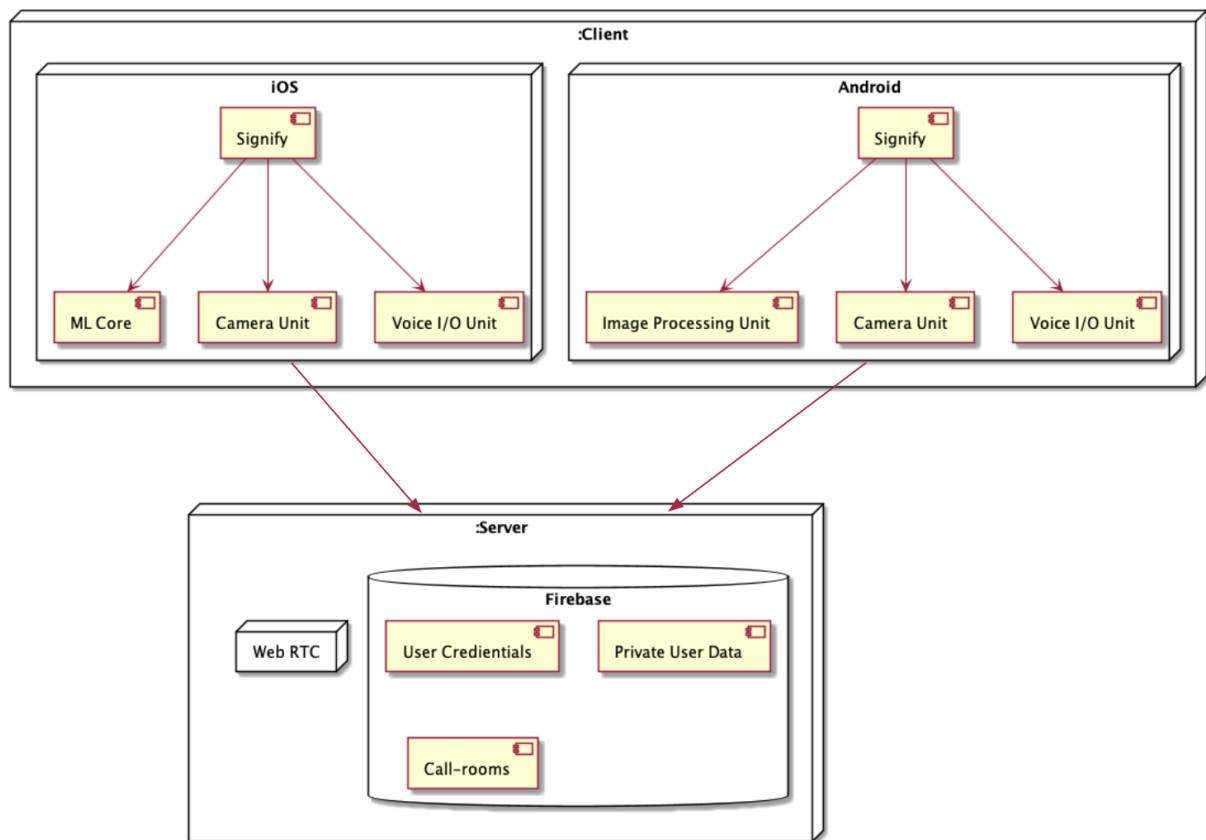 :Client
iOS
Signify
ML Core
Camera Unit
Voice I/O Unit
Android
Signify
Image Processing Unit
Camera Unit
Voice I/O Unit
:Server
Web RTC
Firebase
User Credientials
Private User Data
Call-rooms